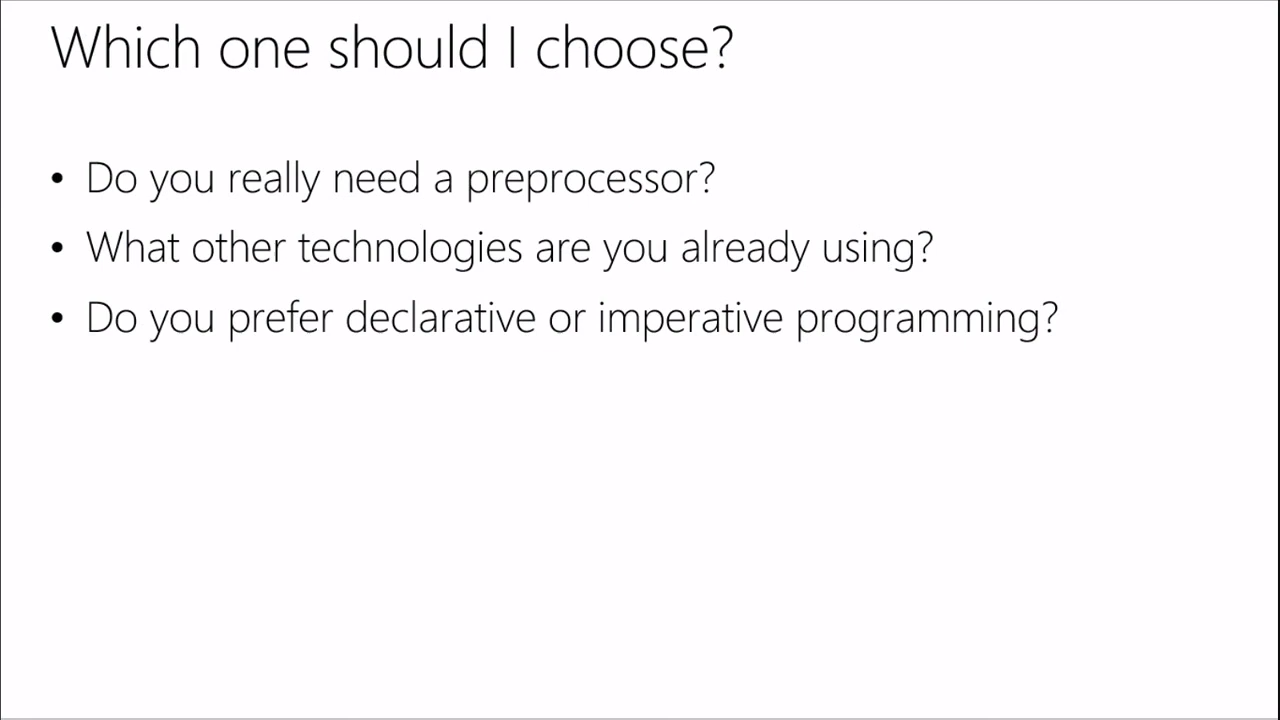 Which one should I choose?
• Do you really need a preprocessor?
• What other technologies are you already using?
• Do you prefer declarative or imperative programming?